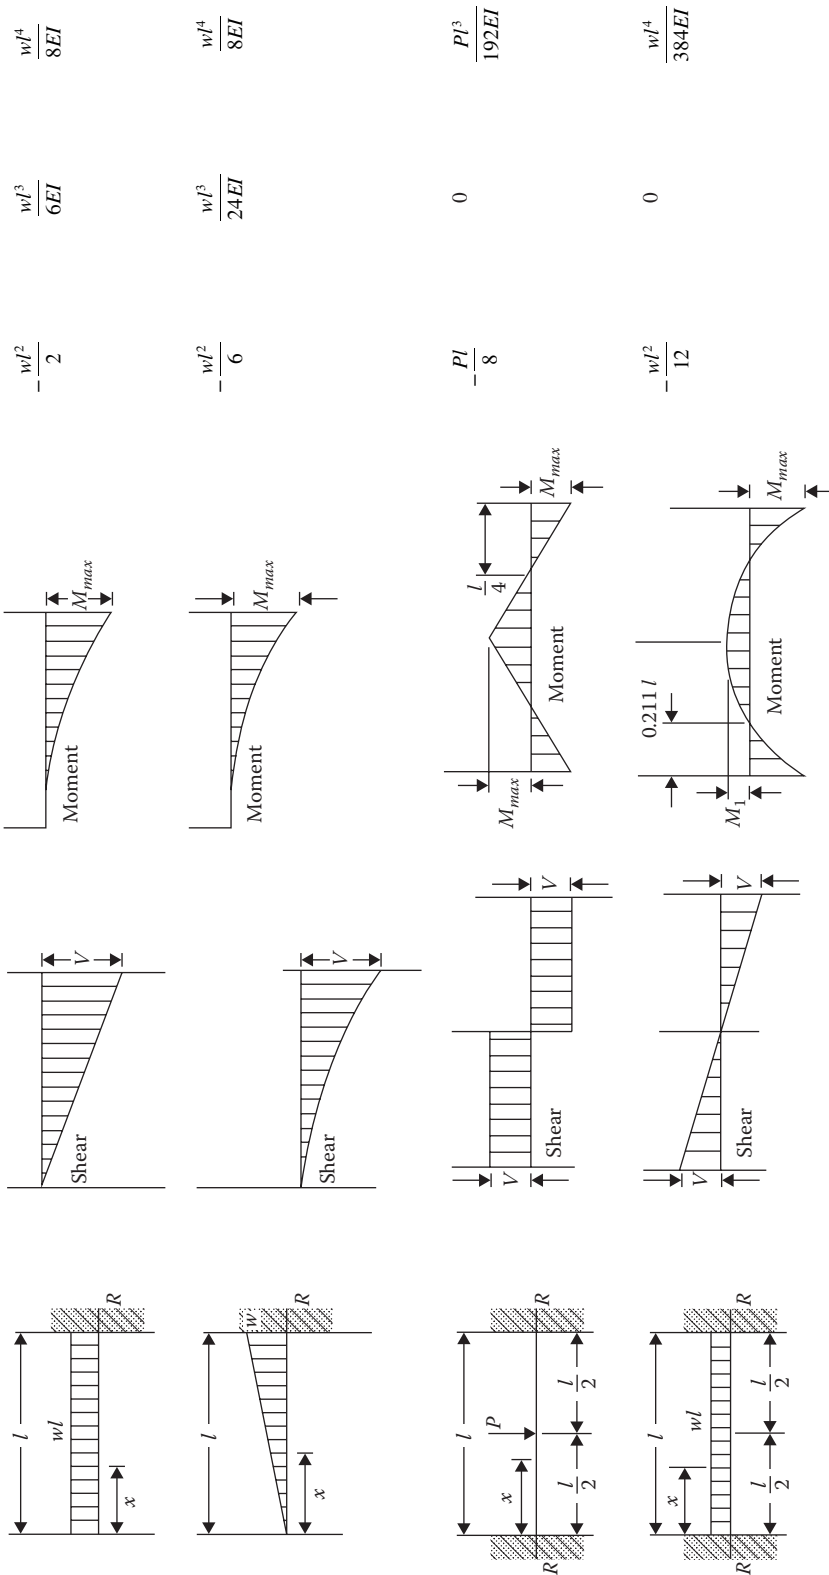 l
wl
x
R
Shear
V
Moment
M_max
-wl²/2
wl³/6EI
wl⁴/8EI
l
w
x
R
Shear
V
Moment
M_max
-wl²/6
wl³/24EI
wl⁴/8EI
l
P
x
R
R
l/2
l/2
V
Shear
V
M_max
l/4
Moment
M_max
-Pl/8
0
Pl³/192EI
l
x
wl
R
R
l/2
l/2
V
Shear
V
0.211 l
M₁
Moment
M_max
-wl²/12
0
wl⁴/384EI